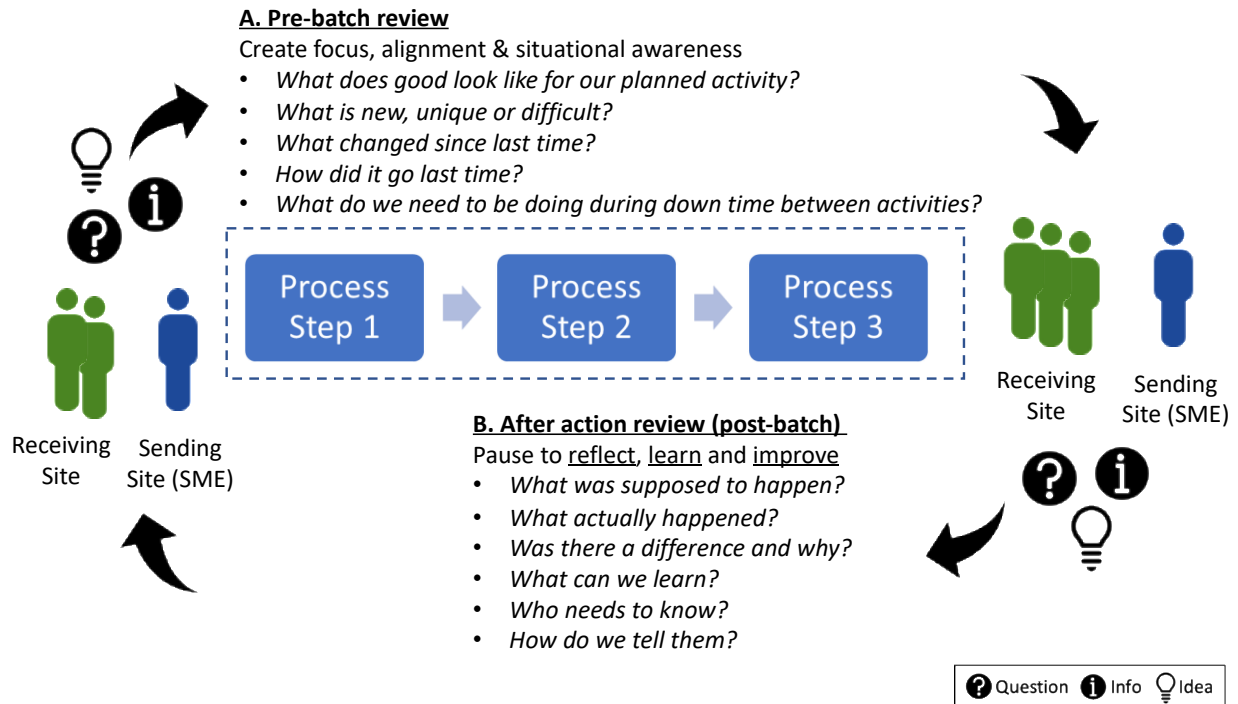 A. Pre-batch review
Create focus, alignment & situational awareness
• What does good look like for our planned activity?
• What is new, unique or difficult?
• What changed since last time?
• How did it go last time?
• What do we need to be doing during down time between activities?
Process
Step 1
Process
Step 2
Process
Step 3
Receiving
Site
Sending
Site (SME)
Receiving
Site
Sending
Site (SME)
B. After action review (post-batch)
Pause to reflect, learn and improve
• What was supposed to happen?
• What actually happened?
• Was there a difference and why?
• What can we learn?
• Who needs to know?
• How do we tell them?
? Question i Info Idea